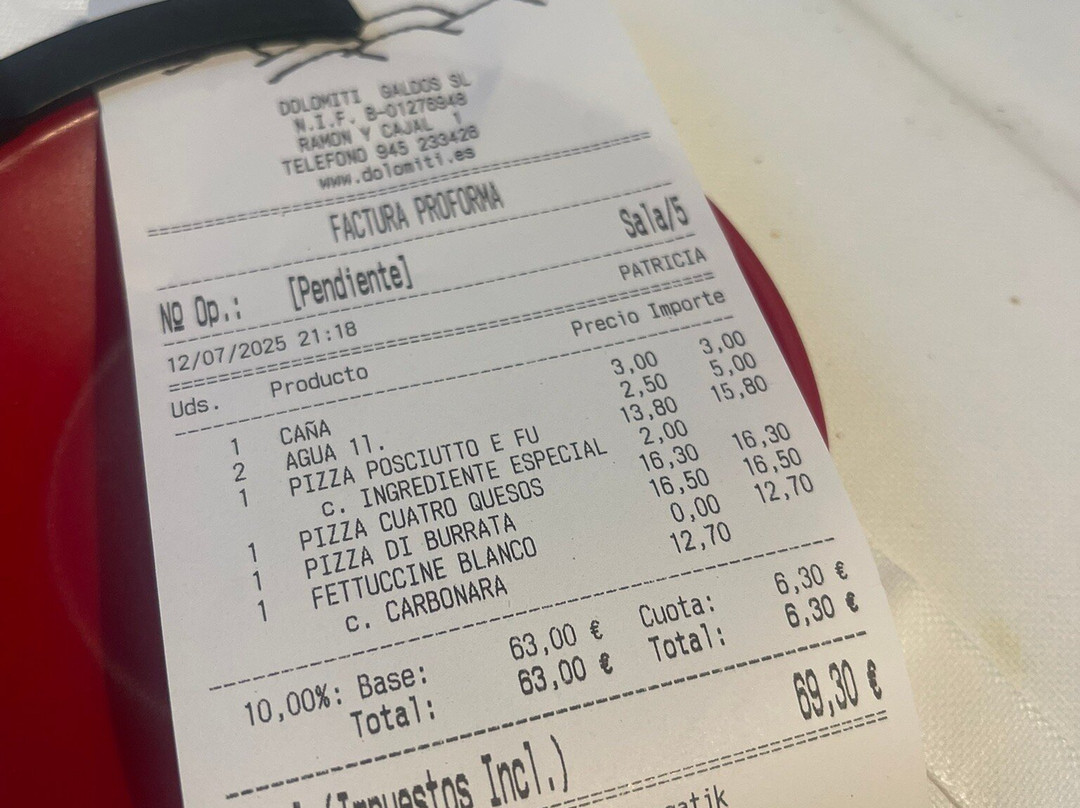 DOLOMITI GALDOS SL
N.I.F. B-01278949
RAMON Y CAJAL 1
TELEFONO 945 233426
www.dolomiti.es
FACTURA PROFORMA
Sala/5
Nº Op.: [Pendiente]
PATRICIA
12/07/2025 21:18
Uds. Producto Precio Importe
1 CAÑA 3,00 3,00
2 AGUA 1l. 2,50 5,00
1 PIZZA POSCIUTTO E FU 13,80 15,80
c. INGREDIENTE ESPECIAL 2,00
1 PIZZA CUATRO QUESOS 16,30 16,30
1 PIZZA DI BURRATA 16,50 16,50
1 FETTUCCINE BLANCO 0,00 12,70
c. CARBONARA 12,70
10,00%: Base: 63,00 € Cuota: 6,30 €
Total: 63,00 € Total: 6,30 €
69,30 €
(Impuestos Incl.)